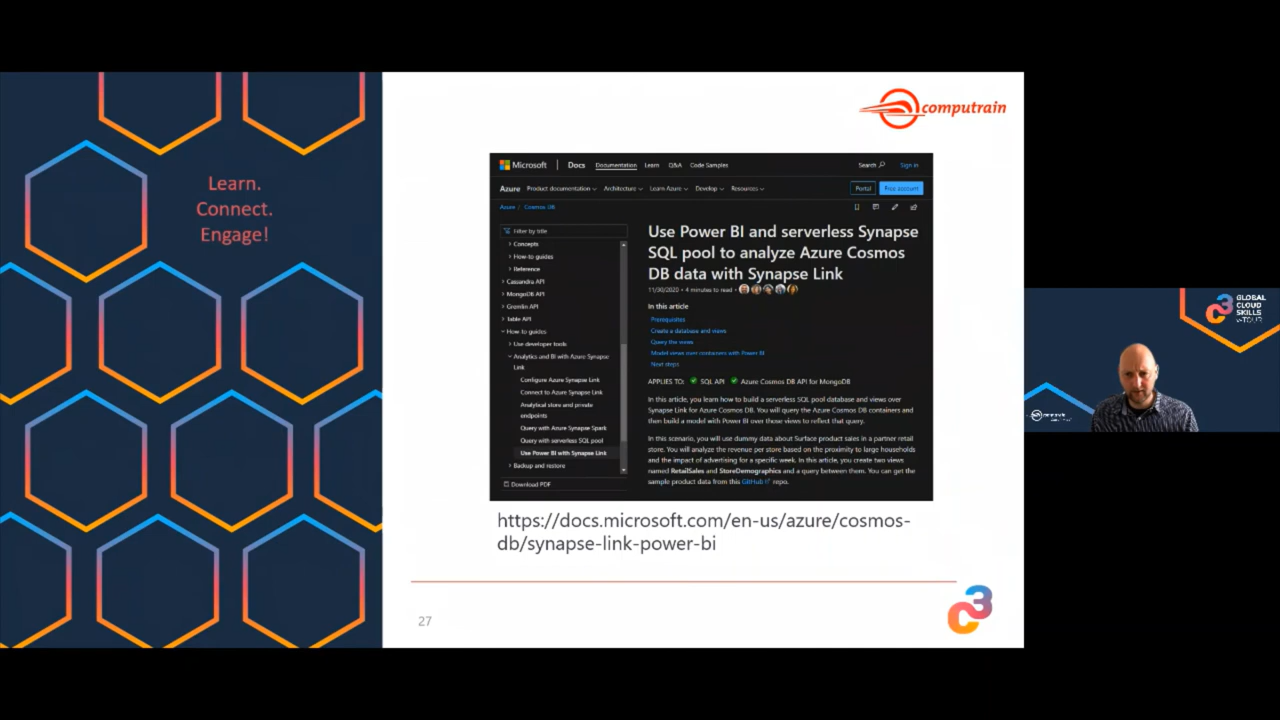 Learn.
Connect.
Engage!
computrain
Microsoft
Docs
Documentation
Learn
Q&A
Code Samples
Search
Sign in
Azure
Product documentation
Architecture
Learn Azure
Develop
Resources
Portal
Free account
Azure / Cosmos DB
Filter by title
Concepts
How-to guides
Reference
Cassandra API
MongoDB API
Gremlin API
Table API
How-to guides
Use developer tools
Analytics and BI with Azure Synapse
Link
Configure Azure Synapse Link
Connect to Azure Synapse Link
Analytical store and private
endpoints
Query with Azure Synapse Spark
Query with serverless SQL pool
Use Power BI with Synapse Link
Backup and restore
Download PDF
Use Power BI and serverless Synapse
SQL pool to analyze Azure Cosmos
DB data with Synapse Link
11/30/2020 • 4 minutes to read •
In this article
Prerequisites
Create a database and views
Query the views
Model views over containers with Power BI
Next steps
APPLIES TO: SQL API Azure Cosmos DB API for MongoDB
In this article, you learn how to build a serverless SQL pool database and views over
Synapse Link for Azure Cosmos DB. You will query the Azure Cosmos DB containers and
then build a model with Power BI over those views to reflect that query.
In this scenario, you will use dummy data about Surface product sales in a partner retail
store. You will analyze the revenue per store based on the proximity to large households
and the impact of advertising for a specific week. In this article, you create two views
named RetailSales and StoreDemographics and a query between them. You can get the
sample product data from this GitHub repo.
https://docs.microsoft.com/en-us/azure/cosmos-
db/synapse-link-power-bi
27
C3
C3
GLOBAL
CLOUD
SKILLS
v-TOUR